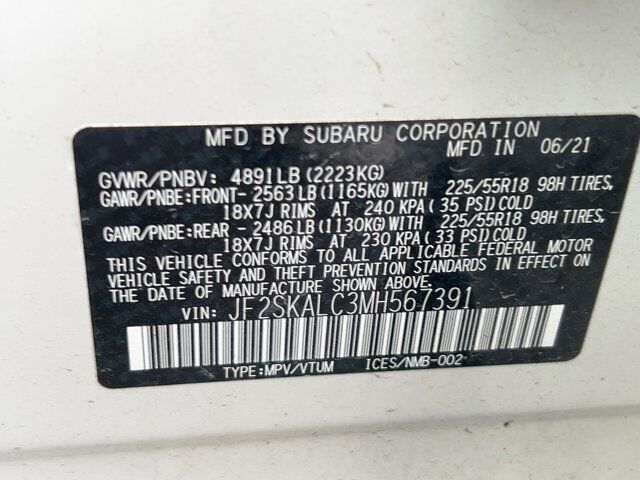 MFD BY SUBARU CORPORATION MFD IN 06/21
GVWR/PNBV: 4891LB (2223KG)
GAWR/PNBE:FRONT- 2563LB (1165KG) WITH 225/55R18 98H TIRES,
18X7J RIMS AT 240 KPA (35 PSI) COLD
GAWR/PNBE:REAR - 2486LB (1130KG) WITH 225/55R18 98H TIRES,
18X7J RIMS AT 230 KPA (33 PSI) COLD
THIS VEHICLE CONFORMS TO ALL APPLICABLE FEDERAL MOTOR
VEHICLE SAFETY AND THEFT PREVENTION STANDARDS IN EFFECT ON
THE DATE OF MANUFACTURE SHOWN ABOVE.
VIN: JF2SKALC3MH567391
TYPE:MPV/VTUM ICES/NMB-002